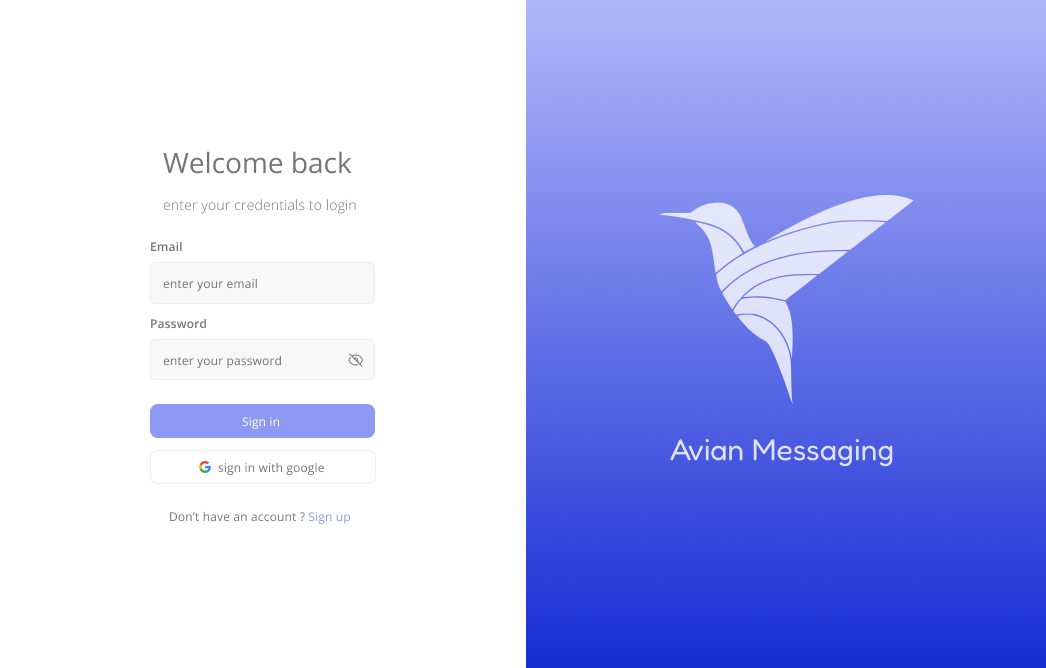 Welcome back
enter your credentials to login
Email
enter your email
Password
enter your password
Sign in
sign in with google
Don't have an account ? Sign up
Avian Messaging